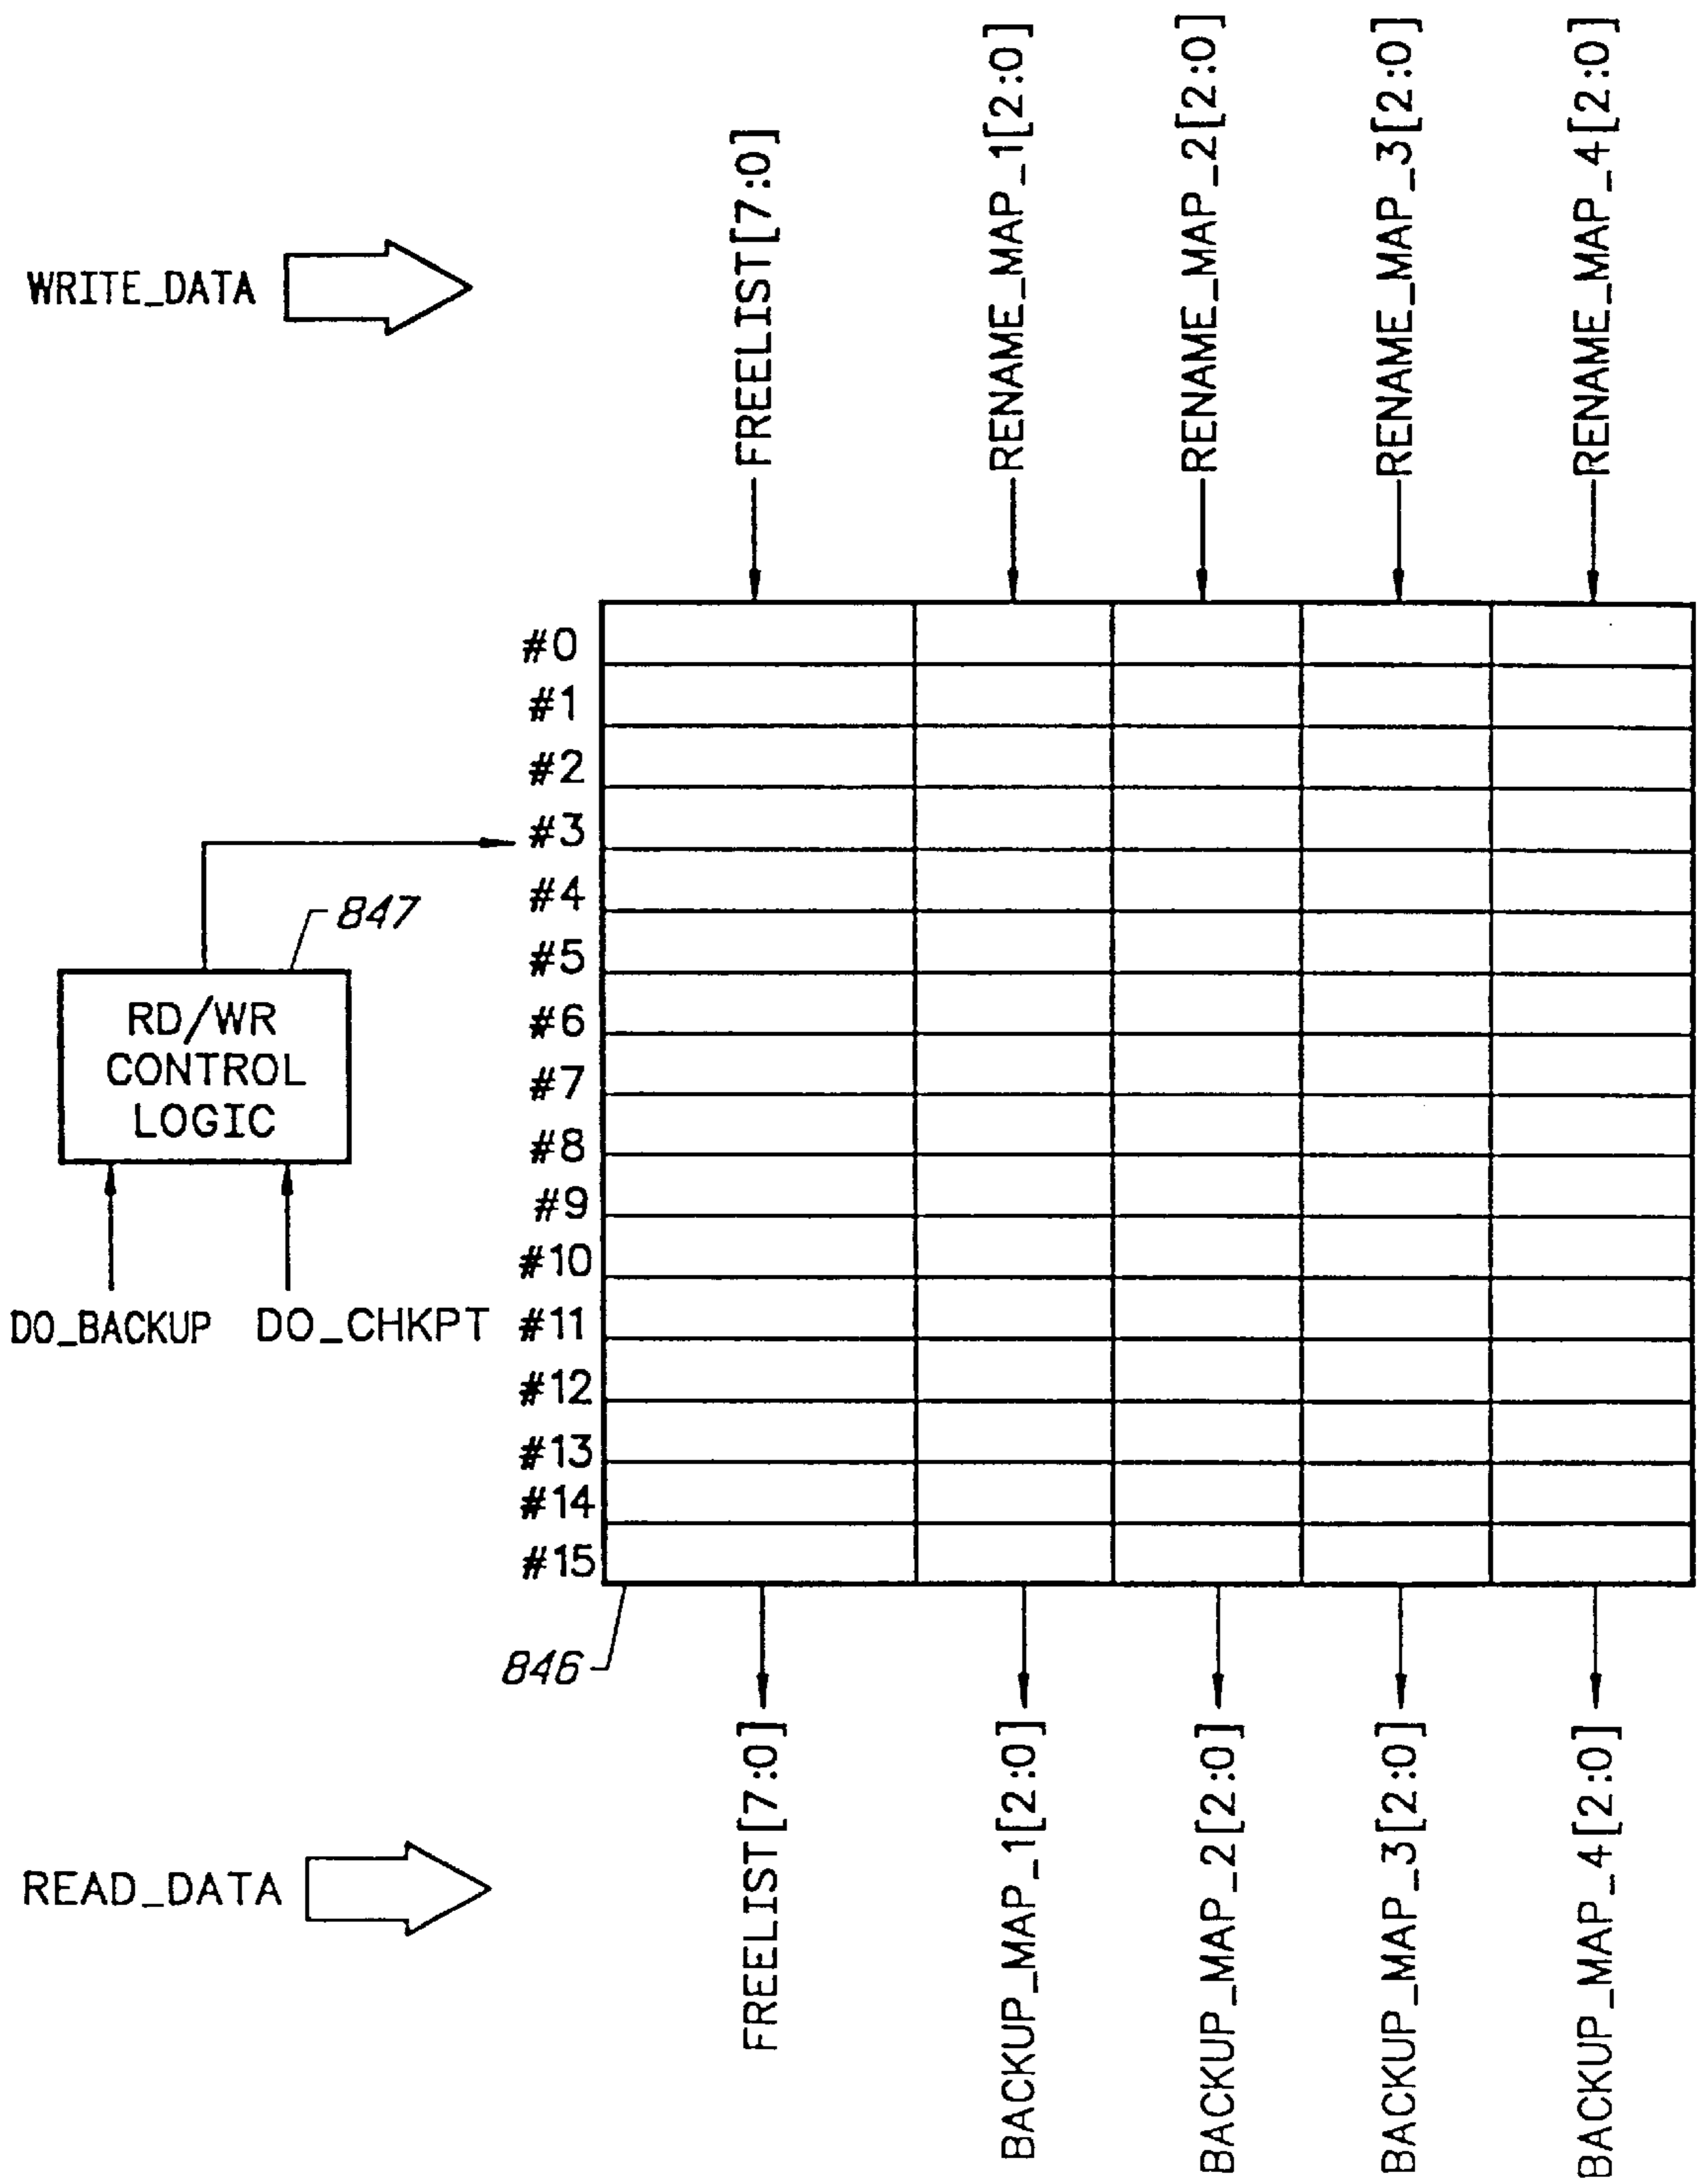 FREELIST[7:0]
RENAME_MAP_1[2:0]
RENAME_MAP_2[2:0]
RENAME_MAP_3[2:0]
RENAME_MAP_4[2:0]
WRITE_DATA
#0
#1
#2
#3
#4
847
#5
RD/WR
CONTROL
LOGIC
#6
#7
#8
#9
#10
DO_BACKUP
DO_CHKPT
#11
#12
#13
#14
#15
846
READ_DATA
FREELIST[7:0]
BACKUP_MAP_1[2:0]
BACKUP_MAP_2[2:0]
BACKUP_MAP_3[2:0]
BACKUP_MAP_4[2:0]